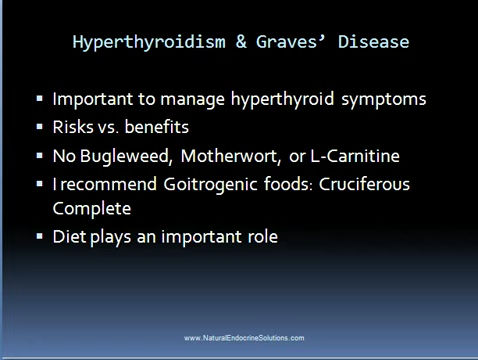 Hyperthyroidism & Graves' Disease
▪ Important to manage hyperthyroid symptoms
▪ Risks vs. benefits
▪ No Bugleweed, Motherwort, or L-Carnitine
▪ I recommend Goitrogenic foods: Cruciferous
Complete
▪ Diet plays an important role
www.NaturalEndocrineSolutions.com